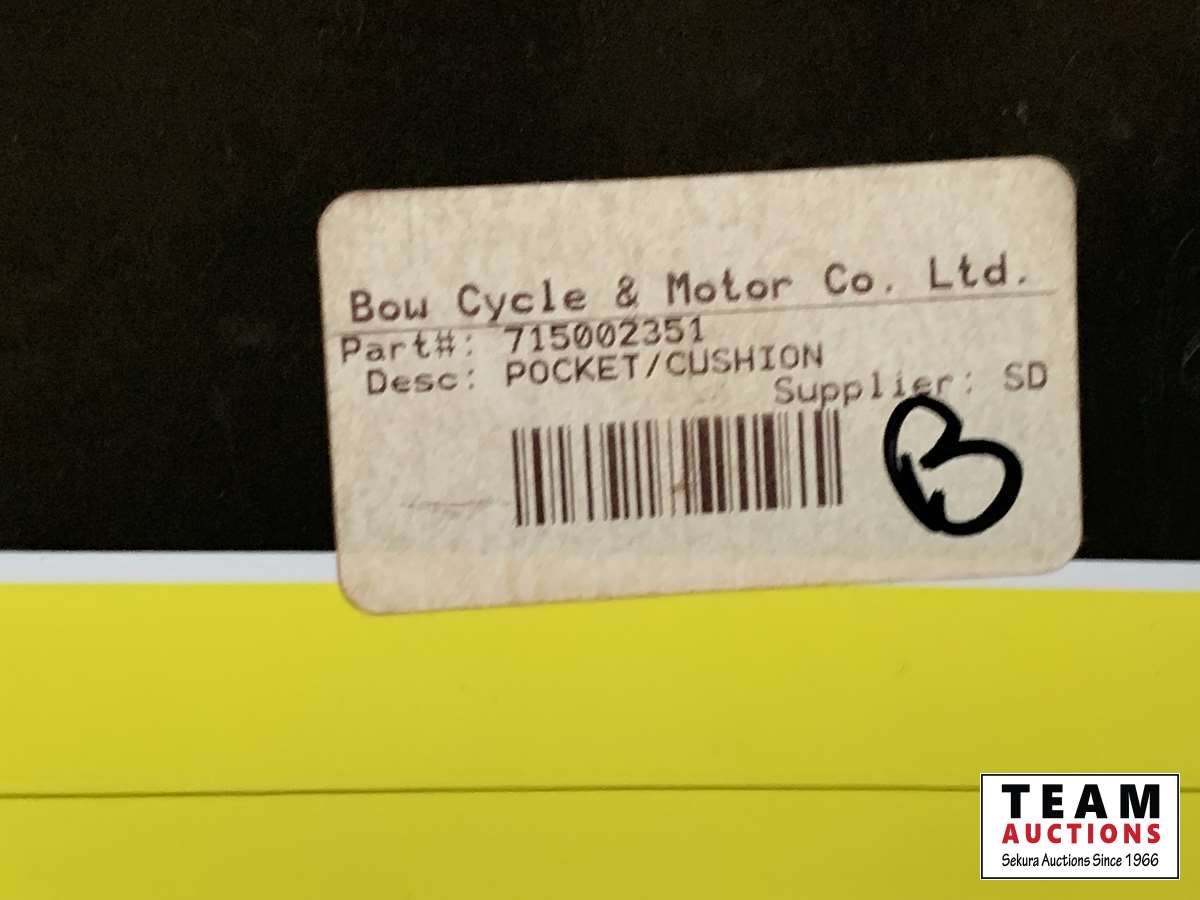 Bow Cycle & Motor Co. Ltd.
Part#: 715002351
Desc: POCKET/CUSHION
Supplier: SD
B
TEAM
AUCTIONS
Sekura Auctions Since 1966